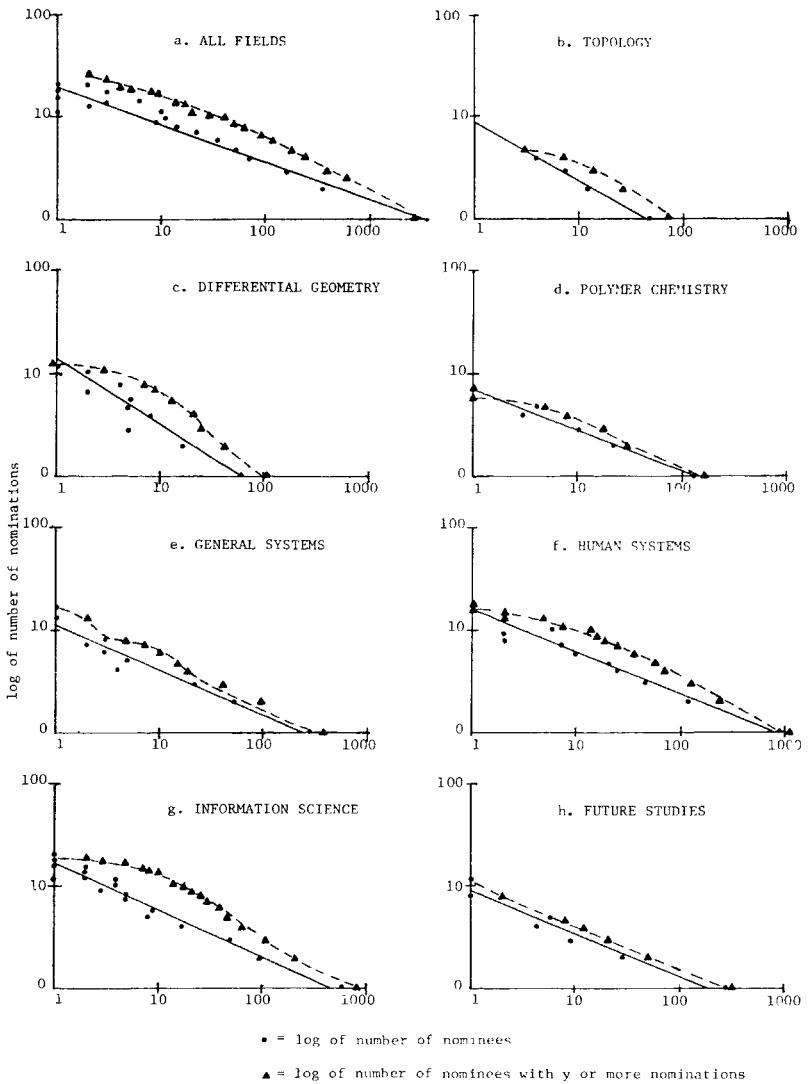 100
a. ALL FIELDS
10
0
1 10 100 1000
100
b. TOPOLOGY
10
0
1 10 100 1000
100
c. DIFFERENTIAL GEOMETRY
10
0
1 10 100 1000
100
d. POLYMER CHEMISTRY
10
0
1 10 100 1000
log of number of nominations
100
e. GENERAL SYSTEMS
10
0
1 10 100 1000
100
f. HUMAN SYSTEMS
10
0
1 10 100 1000
100
g. INFORMATION SCIENCE
10
0
1 10 100 1000
100
h. FUTURE STUDIES
10
0
1 10 100 1000
• = log of number of nominees
▲ = log of number of nominees with y or more nominations